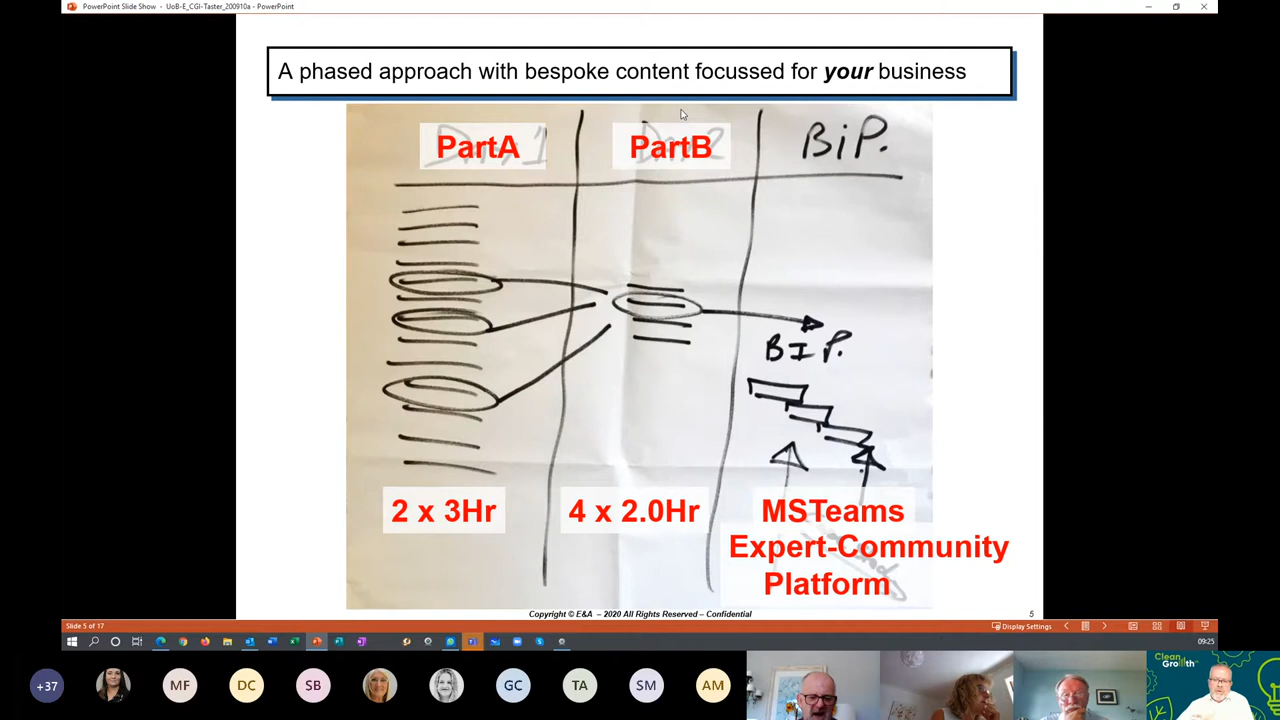 PowerPoint Slide Show - UoB-E_CGI-Taster_200910a - PowerPoint
A phased approach with bespoke content focussed for your business
PartA
PartB
BiP.
BIP.
2 x 3Hr
4 x 2.0Hr
MSTeams
Expert-Community
Platform
Copyright © E&A – 2020 All Rights Reserved – Confidential
5
Slide 5 of 17
Display Settings
09:25
+37
MF
DC
SB
GC
TA
SM
AM
Clean
Growth